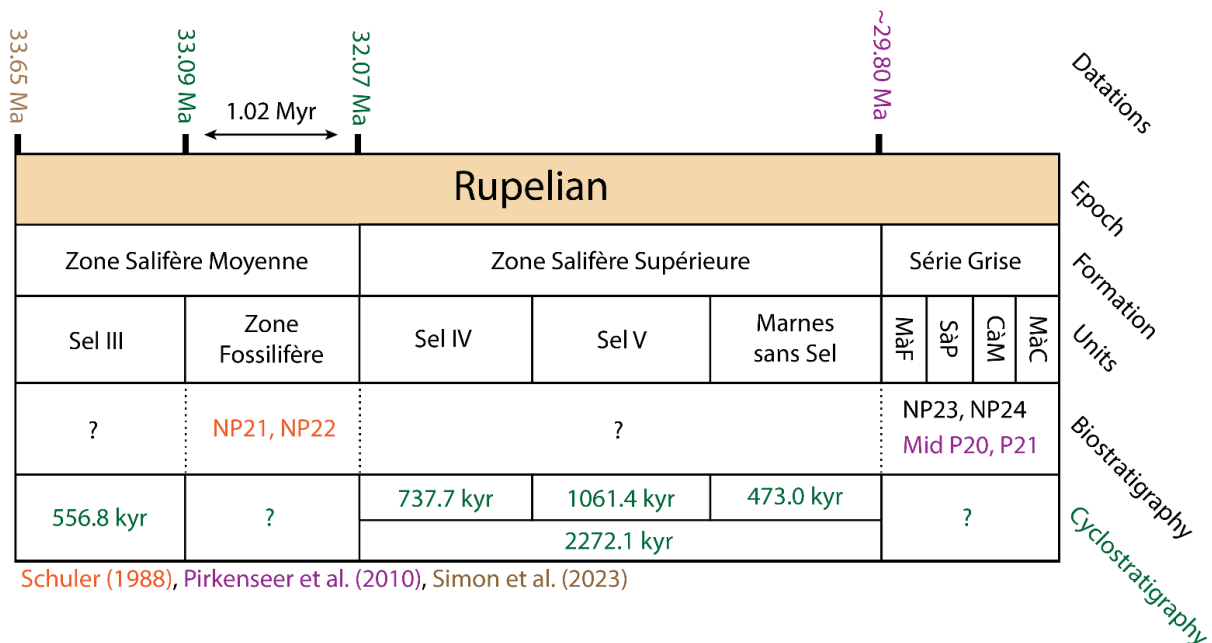 33.65 Ma
33.09 Ma
32.07 Ma
~29.80 Ma
Datations
1.02 Myr
Rupelian
Epoch
Zone Salifère Moyenne
Zone Salifère Supérieure
Série Grise
Formation
Sel III
Zone
Fossilifère
Sel IV
Sel V
Marnes
sans Sel
MàF
SàP
CàM
MàC
Units
?
NP21, NP22
?
NP23, NP24
Mid P20, P21
Biostratigraphy
556.8 kyr
?
737.7 kyr
1061.4 kyr
473.0 kyr
2272.1 kyr
?
Cyclostratigraphy
Schuler (1988), Pirkenseer et al. (2010), Simon et al. (2023)